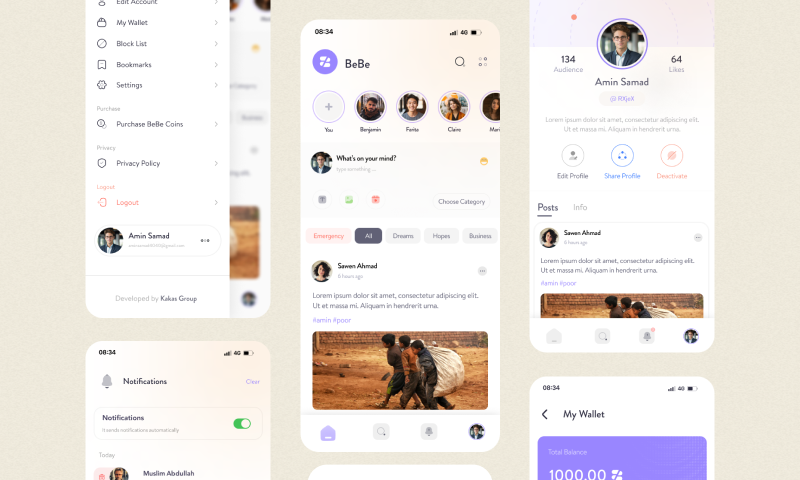 Edit Account
My Wallet
Block List
Bookmarks
Settings
Purchase
Purchase BeBe Coins
Privacy
Privacy Policy
Logout
Logout
Amin Samad
Developed by Kakas Group
08:34
4G
Notifications
Clear
Notifications
It sends notifications automatically
Today
Muslim Abdullah
08:34
4G
BeBe
You
Benjamin
Farita
Claire
Mari
What's on your mind?
type something ...
Choose Category
Emergency
All
Dreams
Hopes
Business
Sawen Ahmad
6 hours ago
Lorem ipsum dolor sit amet, consectetur adipiscing elit.
Ut et massa mi. Aliquam in hendrerit urna.
#amin #poor
134
Audience
64
Likes
Amin Samad
@ RXjeX
Lorem ipsum dolor sit amet, consectetur adipiscing elit.
Ut et massa mi. Aliquam in hendrerit urna.
Edit Profile
Share Profile
Deactivate
Posts
Info
Sawen Ahmad
6 hours ago
Lorem ipsum dolor sit amet, consectetur adipiscing elit.
Ut et massa mi. Aliquam in hendrerit urna.
#amin #poor
08:34
4G
My Wallet
Total Balance
1000.00